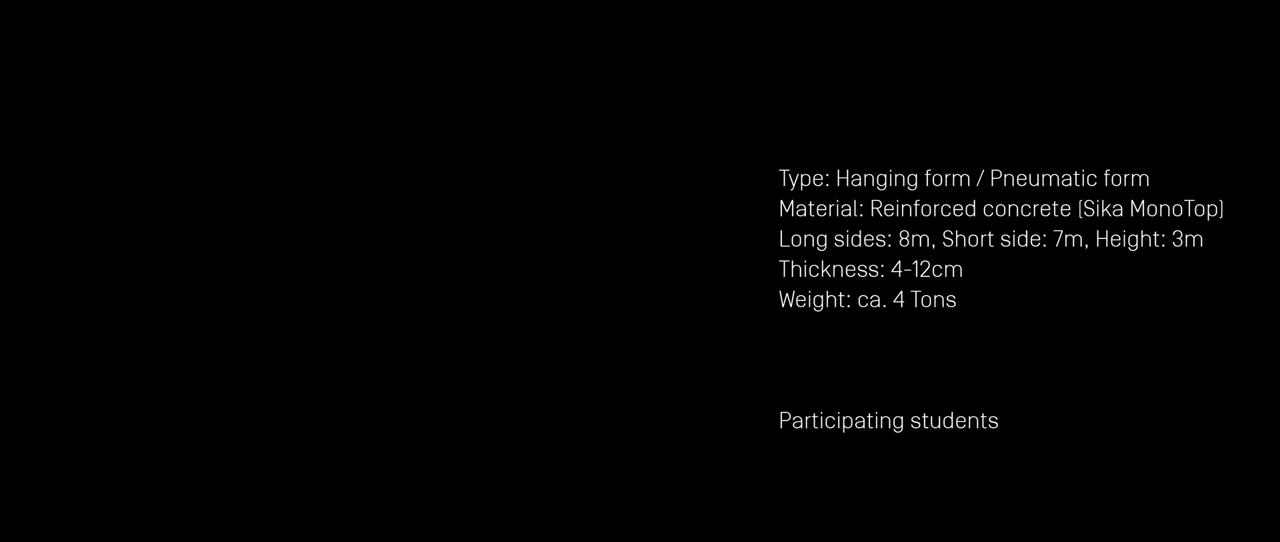 Type: Hanging form / Pneumatic form
Material: Reinforced concrete (Sika MonoTop)
Long sides: 8m, Short side: 7m, Height: 3m
Thickness: 4-12cm
Weight: ca. 4 Tons
Participating students